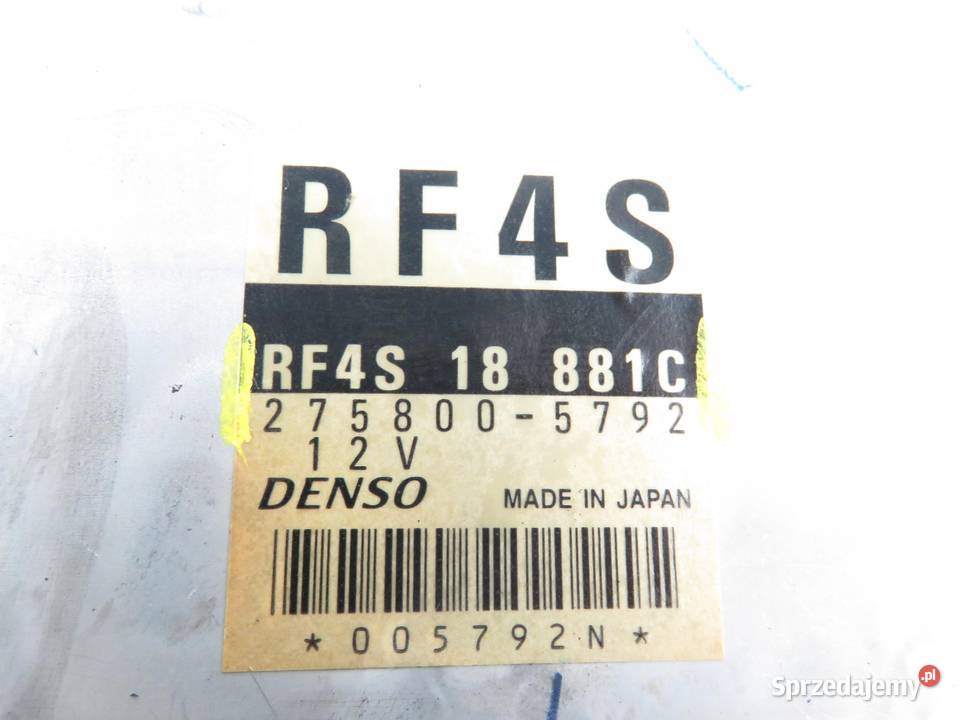 RF4S
RF4S 18 881C
275800-5792
12V
DENSO MADE IN JAPAN
*005792N*
Sprzedajemy.pl